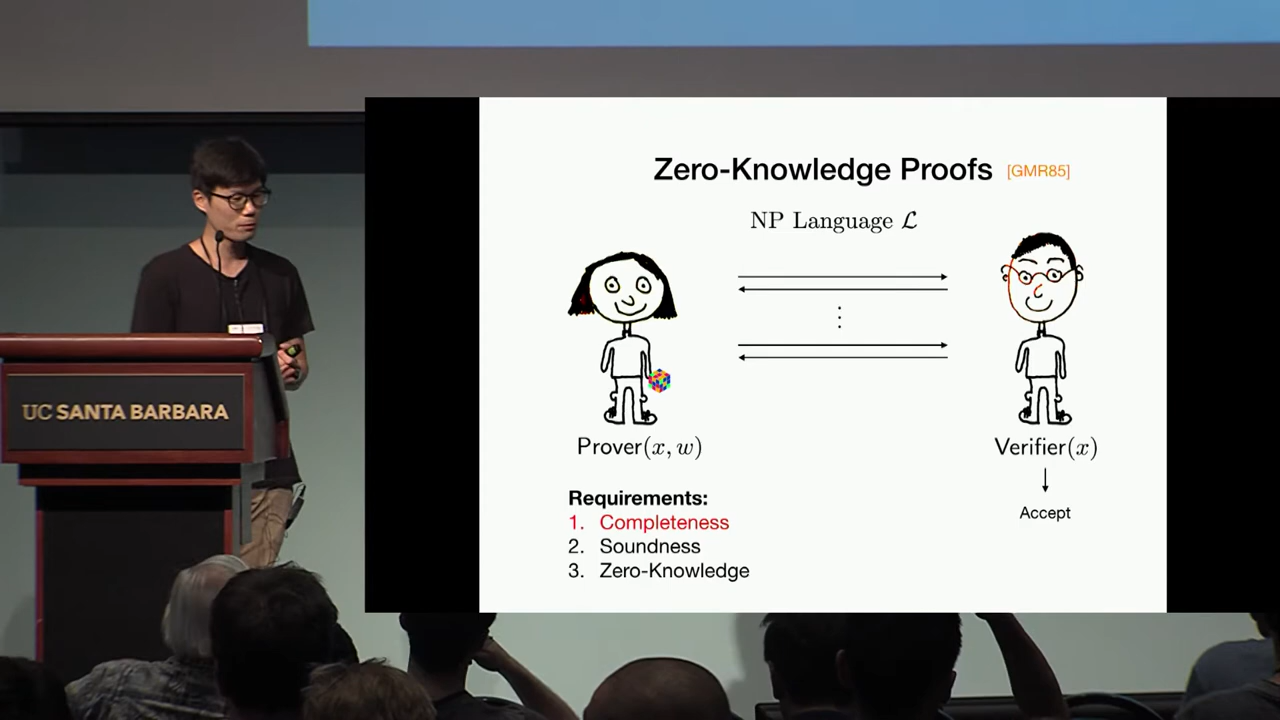 Zero-Knowledge Proofs [GMR85]
NP Language ℒ
⋮
Prover(x, w)
Verifier(x)
Accept
Requirements:
1. Completeness
2. Soundness
3. Zero-Knowledge
UC SANTA BARBARA